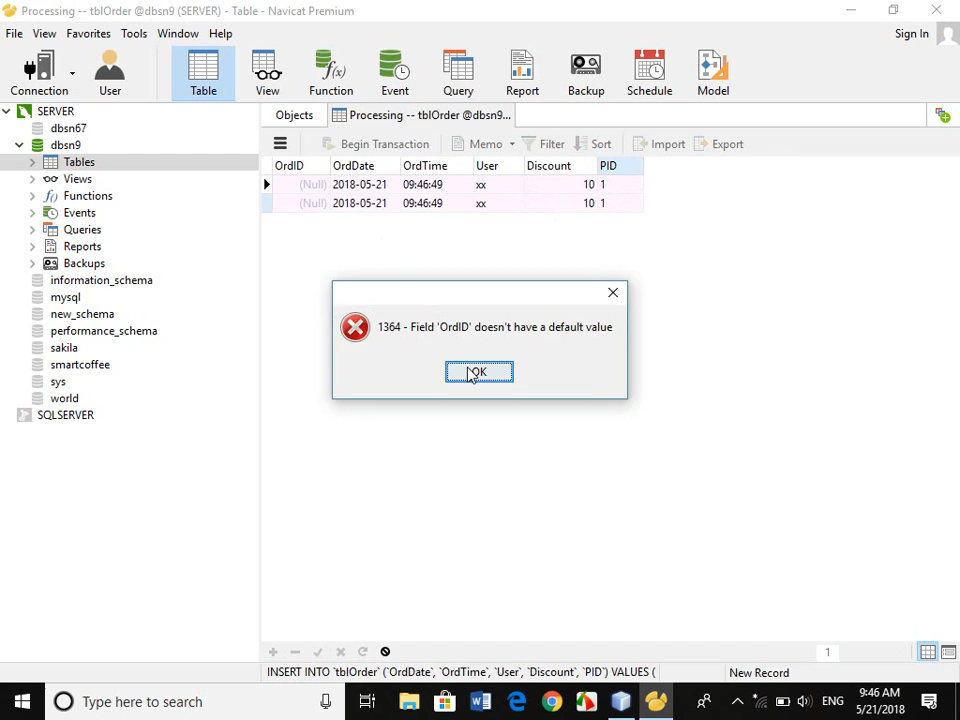 Processing -- tblOrder @dbsn9 (SERVER) - Table - Navicat Premium
File View Favorites Tools Window Help Sign In
Connection User Table View Function Event Query Report Backup Schedule Model
SERVER
dbsn67
dbsn9
Tables
Views
Functions
Events
Queries
Reports
Backups
information_schema
mysql
new_schema
performance_schema
sakila
smartcoffee
sys
world
SQLSERVER
Objects Processing -- tblOrder @dbsn9...
Begin Transaction Memo Filter Sort Import Export
OrdID OrdDate OrdTime User Discount PID
(Null) 2018-05-21 09:46:49 xx 10 1
(Null) 2018-05-21 09:46:49 xx 10 1
1364 - Field 'OrdID' doesn't have a default value
OK
1
INSERT INTO `tblOrder` (`OrdDate`, `OrdTime`, `User`, `Discount`, `PID`) VALUES ( New Record
Type here to search
ENG
9:46 AM
5/21/2018